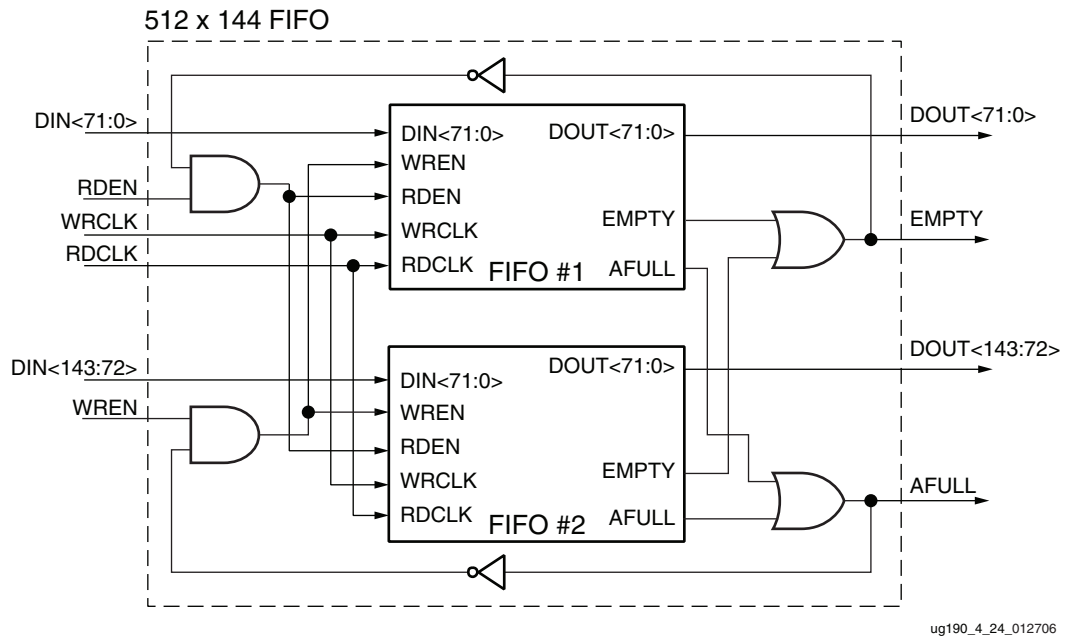 512 x 144 FIFO
DIN<71:0>
RDEN
WRCLK
RDCLK
DIN<71:0>
WREN
RDEN
WRCLK
RDCLK
FIFO #1
DOUT<71:0>
EMPTY
AFULL
DOUT<71:0>
EMPTY
DIN<143:72>
WREN
DIN<71:0>
WREN
RDEN
WRCLK
RDCLK
FIFO #2
DOUT<71:0>
EMPTY
AFULL
DOUT<143:72>
AFULL
ug190_4_24_012706